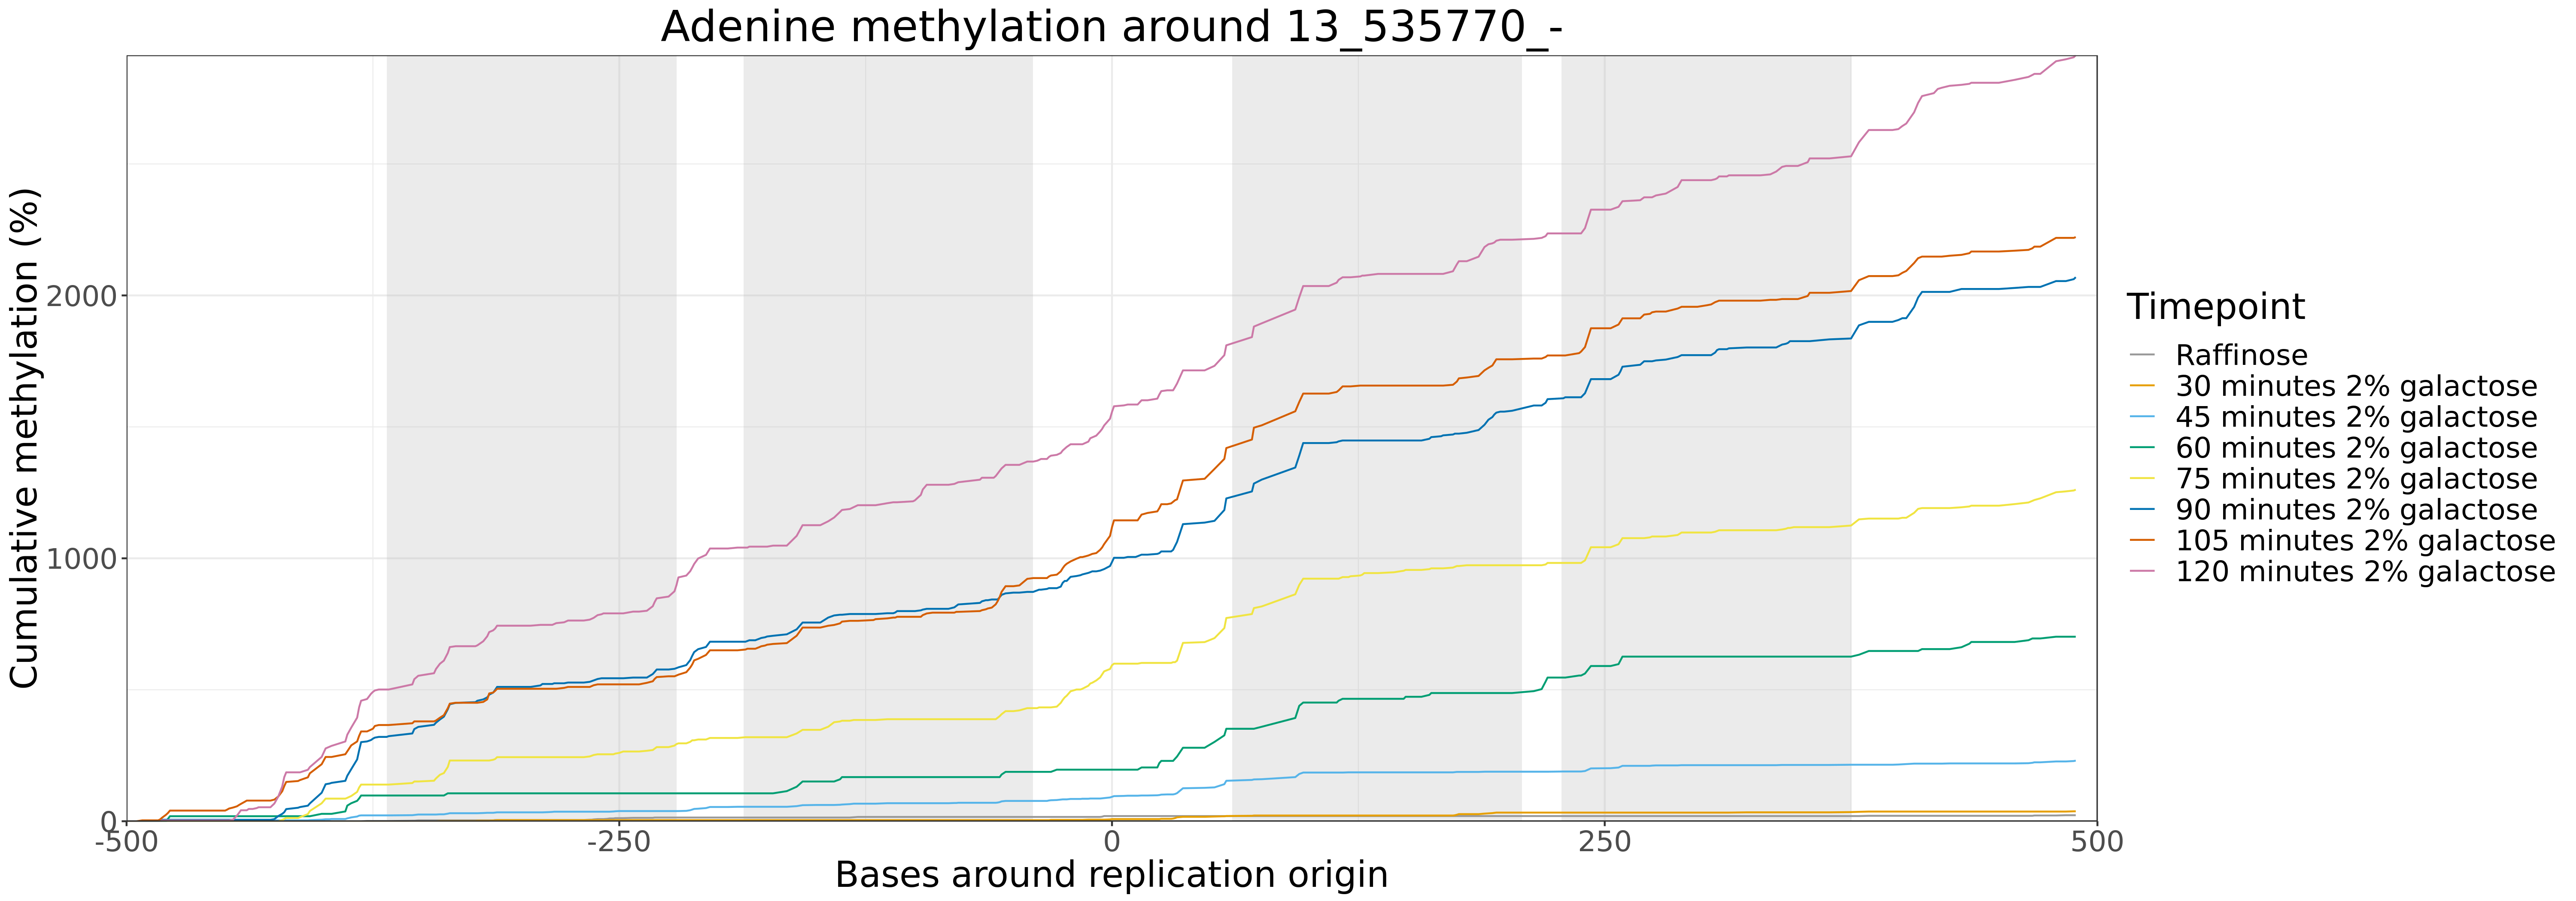 Adenine methylation around 13_535770_-
Cumulative methylation (%)
2000
1000
0
-500
-250
0
250
500
Bases around replication origin
Timepoint
Raffinose
30 minutes 2% galactose
45 minutes 2% galactose
60 minutes 2% galactose
75 minutes 2% galactose
90 minutes 2% galactose
105 minutes 2% galactose
120 minutes 2% galactose